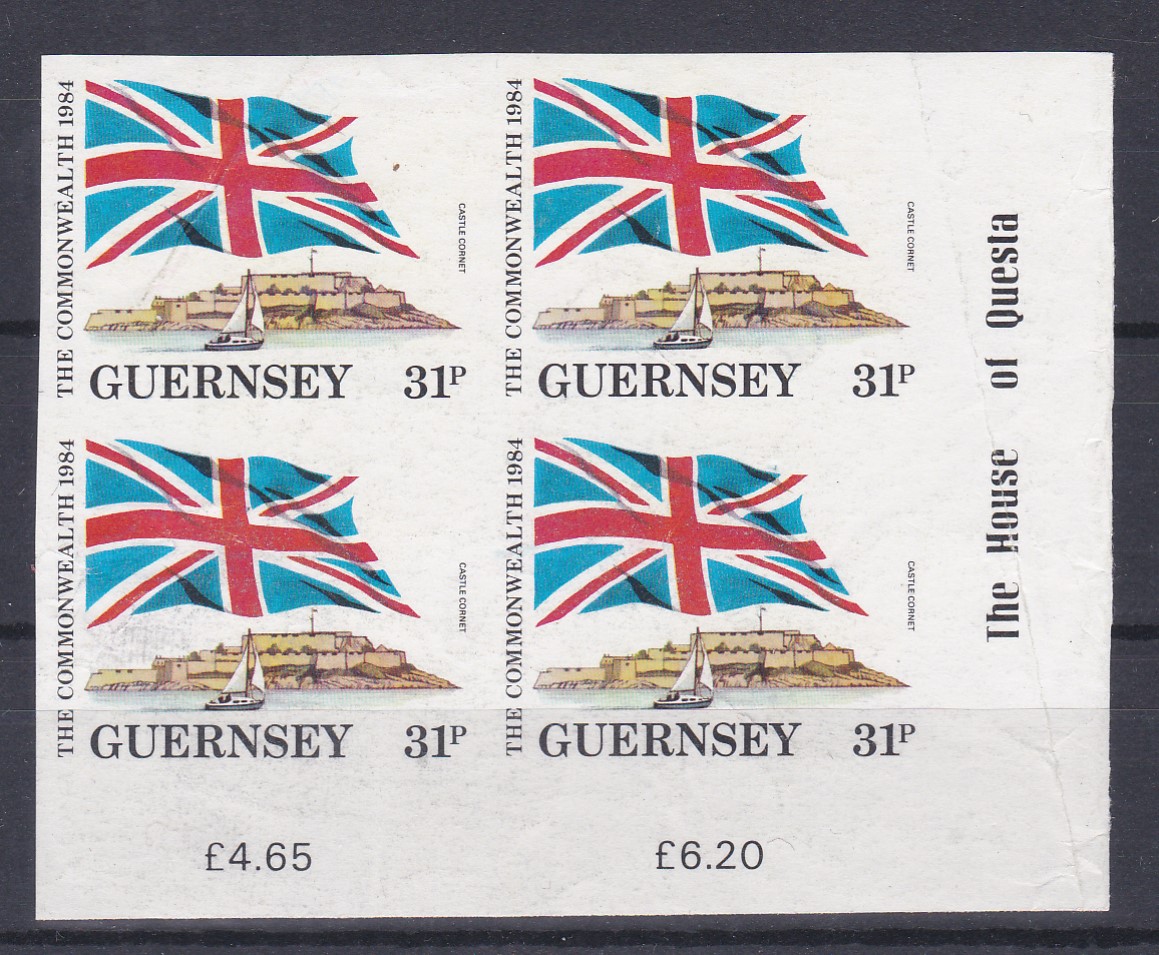 THE COMMONWEALTH 1984
CASTLE CORNET
GUERNSEY 31P
THE COMMONWEALTH 1984
CASTLE CORNET
GUERNSEY 31P
The House of Questa
THE COMMONWEALTH 1984
CASTLE CORNET
GUERNSEY 31P
THE COMMONWEALTH 1984
CASTLE CORNET
GUERNSEY 31P
£4.65
£6.20